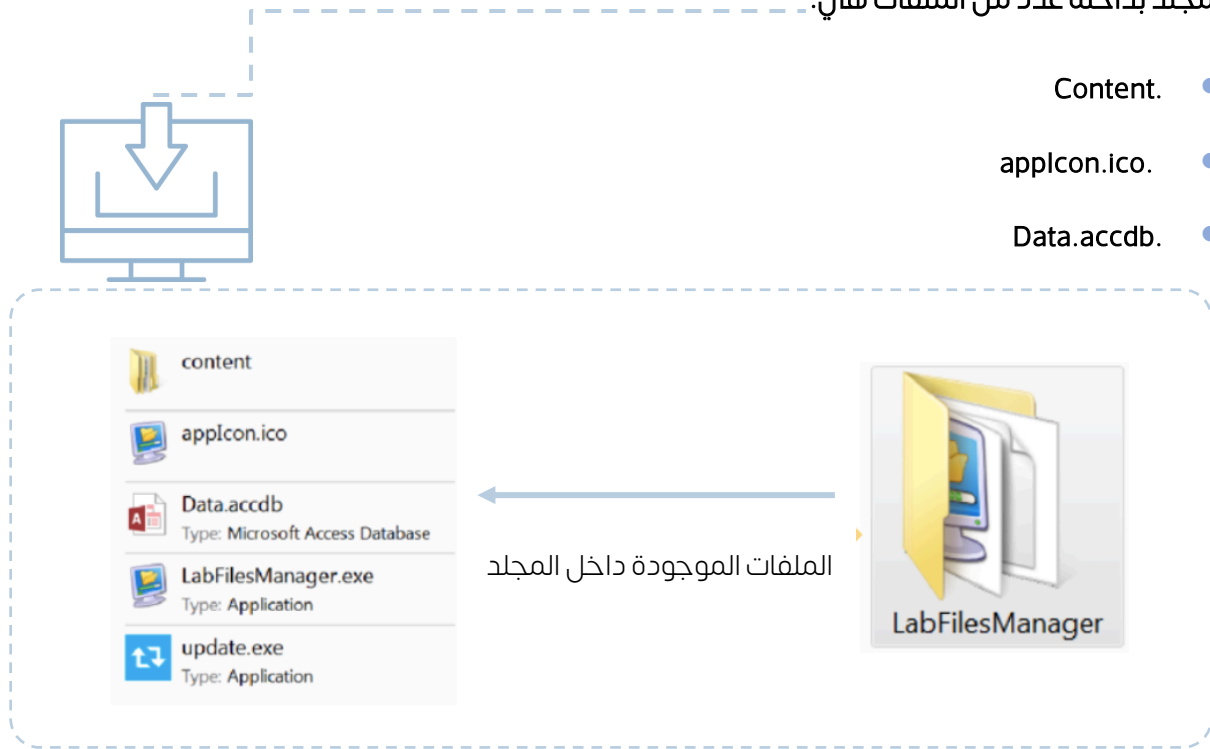 Content.
appIcon.ico.
Data.accdb.
content
appIcon.ico
Data.accdb
Type: Microsoft Access Database
LabFilesManager.exe
Type: Application
update.exe
Type: Application
الملفات الموجودة داخل المجلد
LabFilesManager